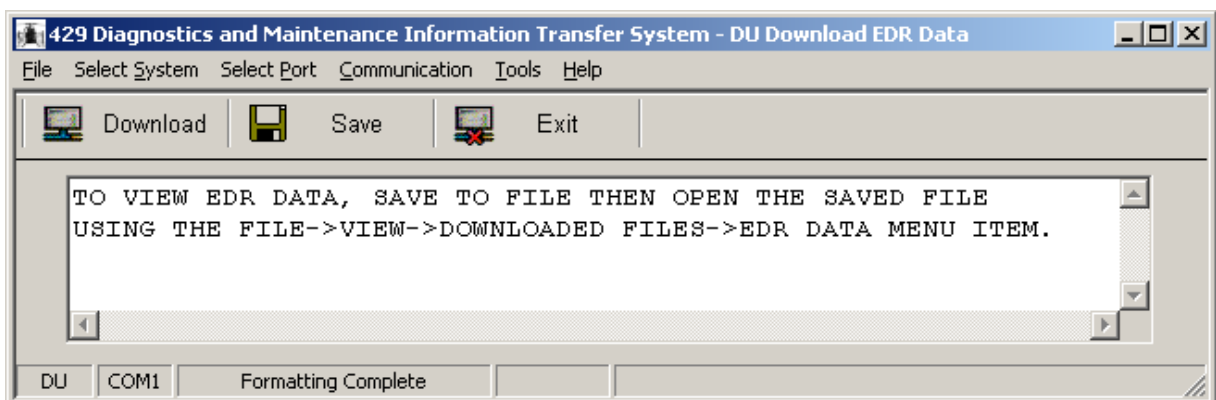 429 Diagnostics and Maintenance Information Transfer System - DU Download EDR Data
File Select System Select Port Communication Tools Help
Download Save Exit
TO VIEW EDR DATA, SAVE TO FILE THEN OPEN THE SAVED FILE
USING THE FILE->VIEW->DOWNLOADED FILES->EDR DATA MENU ITEM.
DU COM1 Formatting Complete